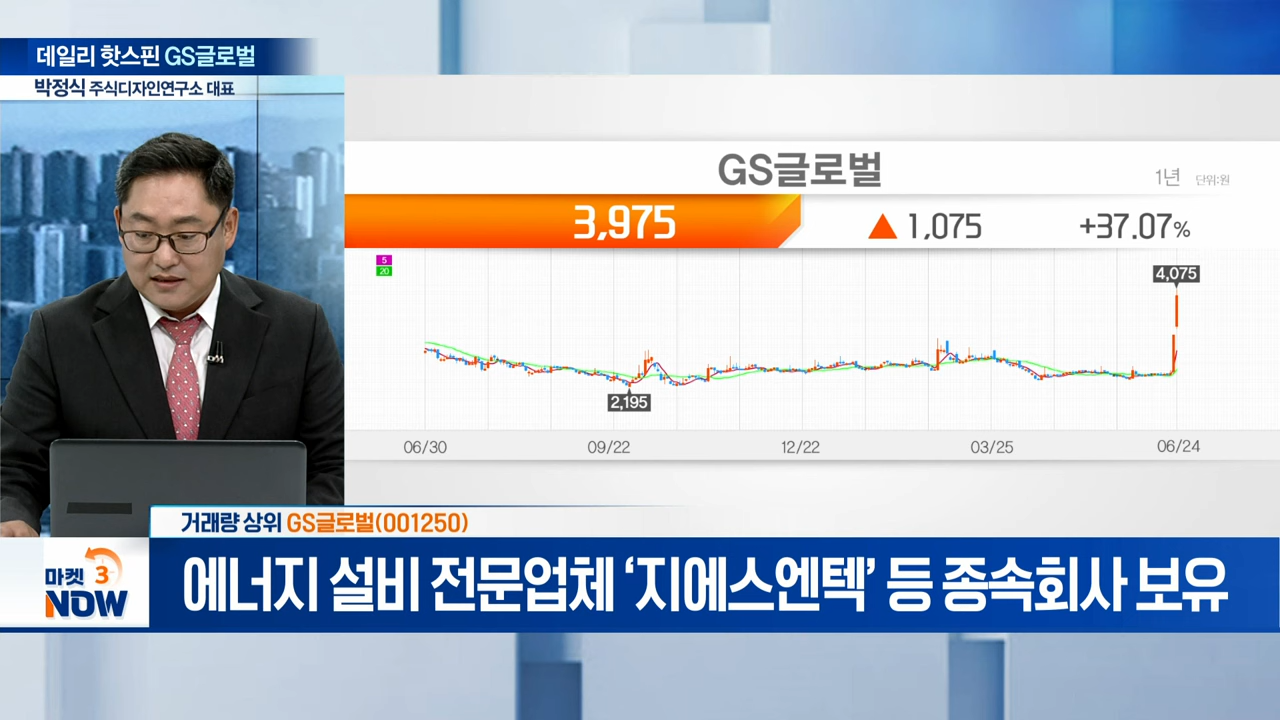 데일리 핫스핀 GS글로벌
박정식 주식디자인연구소 대표
GS글로벌
1년 단위:원
3,975 ▲ 1,075 +37.07%
5
20
4,075
2,195
06/30 09/22 12/22 03/25 06/24
거래량 상위 GS글로벌(001250)
마켓 3
NOW
에너지 설비 전문업체 ‘지에스엔텍’ 등 종속회사 보유